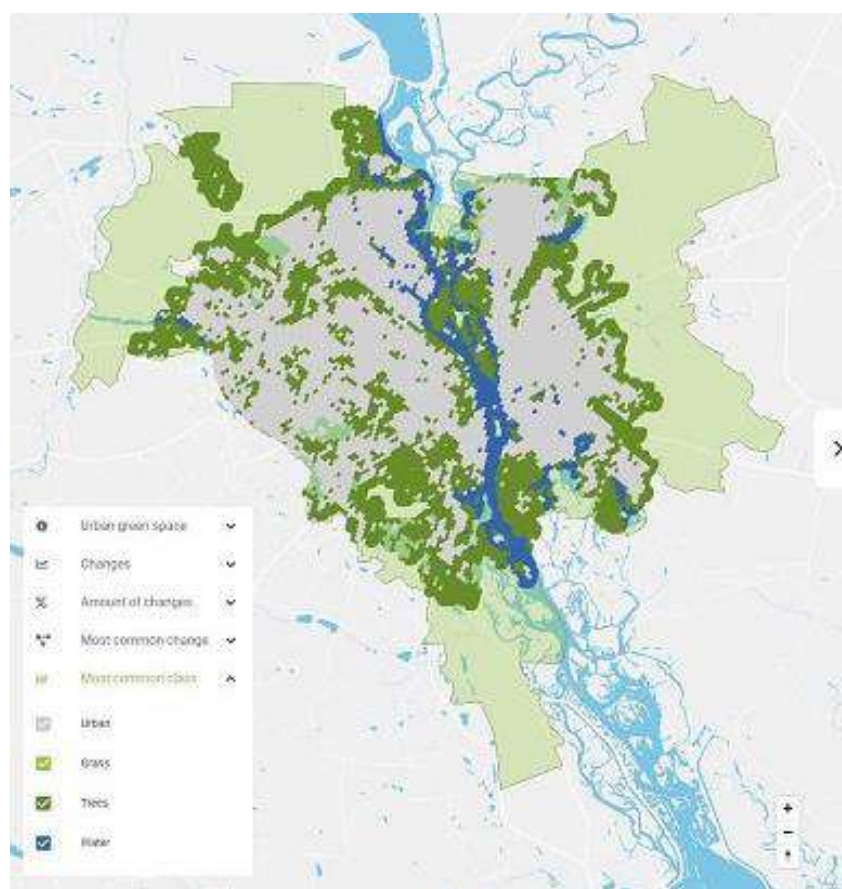 Urban green space
Changes
Amount of changes
Most common change
Most common class
Urban
Grass
Trees
Water
+
-